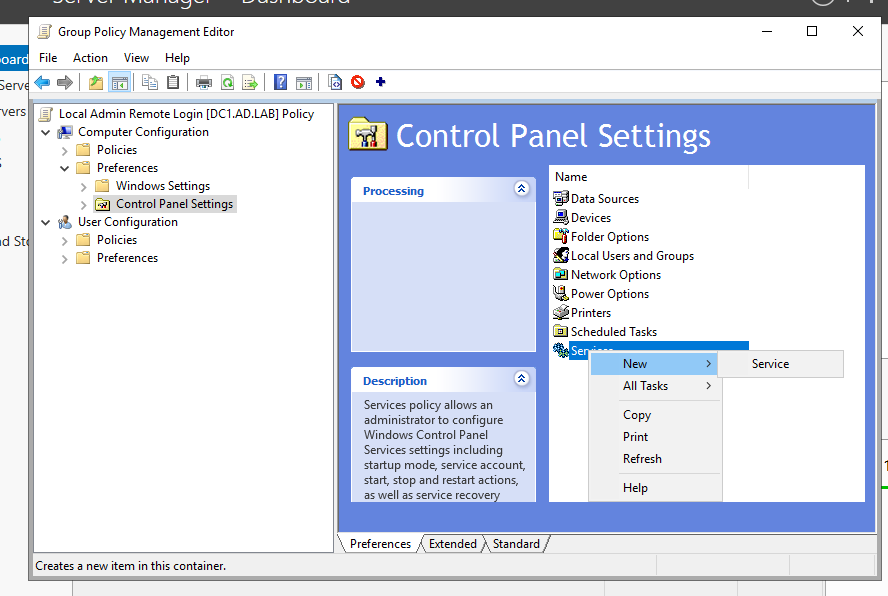 Server Manager Dashboard
Group Policy Management Editor
File Action View Help
board
Serve
ervers
nd Sto
Local Admin Remote Login [DC1.AD.LAB] Policy
Computer Configuration
Policies
Preferences
Windows Settings
Control Panel Settings
User Configuration
Policies
Preferences
Control Panel Settings
Processing
Description
Services policy allows an
administrator to configure
Windows Control Panel
Services settings including
startup mode, service account,
start, stop and restart actions,
as well as service recovery
Name
Data Sources
Devices
Folder Options
Local Users and Groups
Network Options
Power Options
Printers
Scheduled Tasks
Services
New
Service
All Tasks
Copy
Print
Refresh
Help
1
Preferences Extended Standard
Creates a new item in this container.